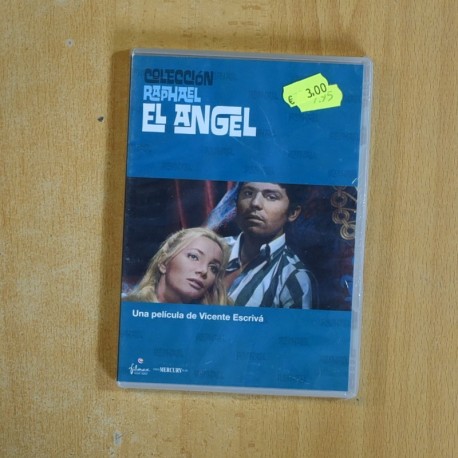 COLECCIÓN
RAPHAEL
EL ANGEL
€ 3.00
Una película de Vicente Escrivá
MERCURY